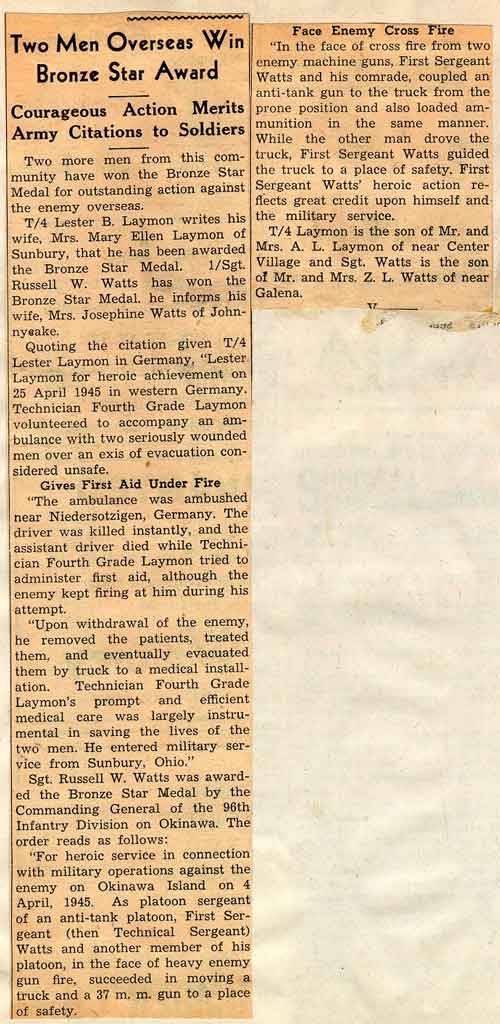 Two Men Overseas Win
Bronze Star Award
Courageous Action Merits
Army Citations to Soldiers
Two more men from this com-
munity have won the Bronze Star
Medal for outstanding action against
the enemy overseas.
T/4 Lester B. Laymon writes his
wife, Mrs. Mary Ellen Laymon of
Sunbury, that he has been awarded
the Bronze Star Medal. 1/Sgt.
Russell W. Watts has won the
Bronze Star Medal. he informs his
wife, Mrs. Josephine Watts of John-
nycake.
Quoting the citation given T/4
Lester Laymon in Germany, "Lester
Laymon for heroic achievement on
25 April 1945 in western Germany.
Technician Fourth Grade Laymon
volunteered to accompany an am-
bulance with two seriously wounded
men over an exis of evacuation con-
sidered unsafe.
Gives First Aid Under Fire
"The ambulance was ambushed
near Niedersotzigen, Germany. The
driver was killed instantly, and the
assistant driver died while Techni-
cian Fourth Grade Laymon tried to
administer first aid, although the
enemy kept firing at him during his
attempt.
"Upon withdrawal of the enemy,
he removed the patients, treated
them, and eventually evacuated
them by truck to a medical install-
ation. Technician Fourth Grade
Laymon's prompt and efficient
medical care was largely instru-
mental in saving the lives of the
two men. He entered military ser-
vice from Sunbury, Ohio."
Sgt. Russell W. Watts was award-
ed the Bronze Star Medal by the
Commanding General of the 96th
Infantry Division on Okinawa. The
order reads as follows:
"For heroic service in connection
with military operations against the
enemy on Okinawa Island on 4
April, 1945. As platoon sergeant
of an anti-tank platoon, First Ser-
geant (then Technical Sergeant)
Watts and another member of his
platoon, in the face of heavy enemy
gun fire, succeeded in moving a
truck and a 37 m. m. gun to a place
of safety.
Face Enemy Cross Fire
"In the face of cross fire from two
enemy machine guns, First Sergeant
Watts and his comrade, coupled an
anti-tank gun to the truck from the
prone position and also loaded am-
munition in the same manner.
While the other man drove the
truck, First Sergeant Watts guided
the truck to a place of safety. First
Sergeant Watts' heroic action re-
flects great credit upon himself and
the military service.
T/4 Laymon is the son of Mr. and
Mrs. A. L. Laymon of near Center
Village and Sgt. Watts is the son
of Mr. and Mrs. Z. L. Watts of near
Galena.